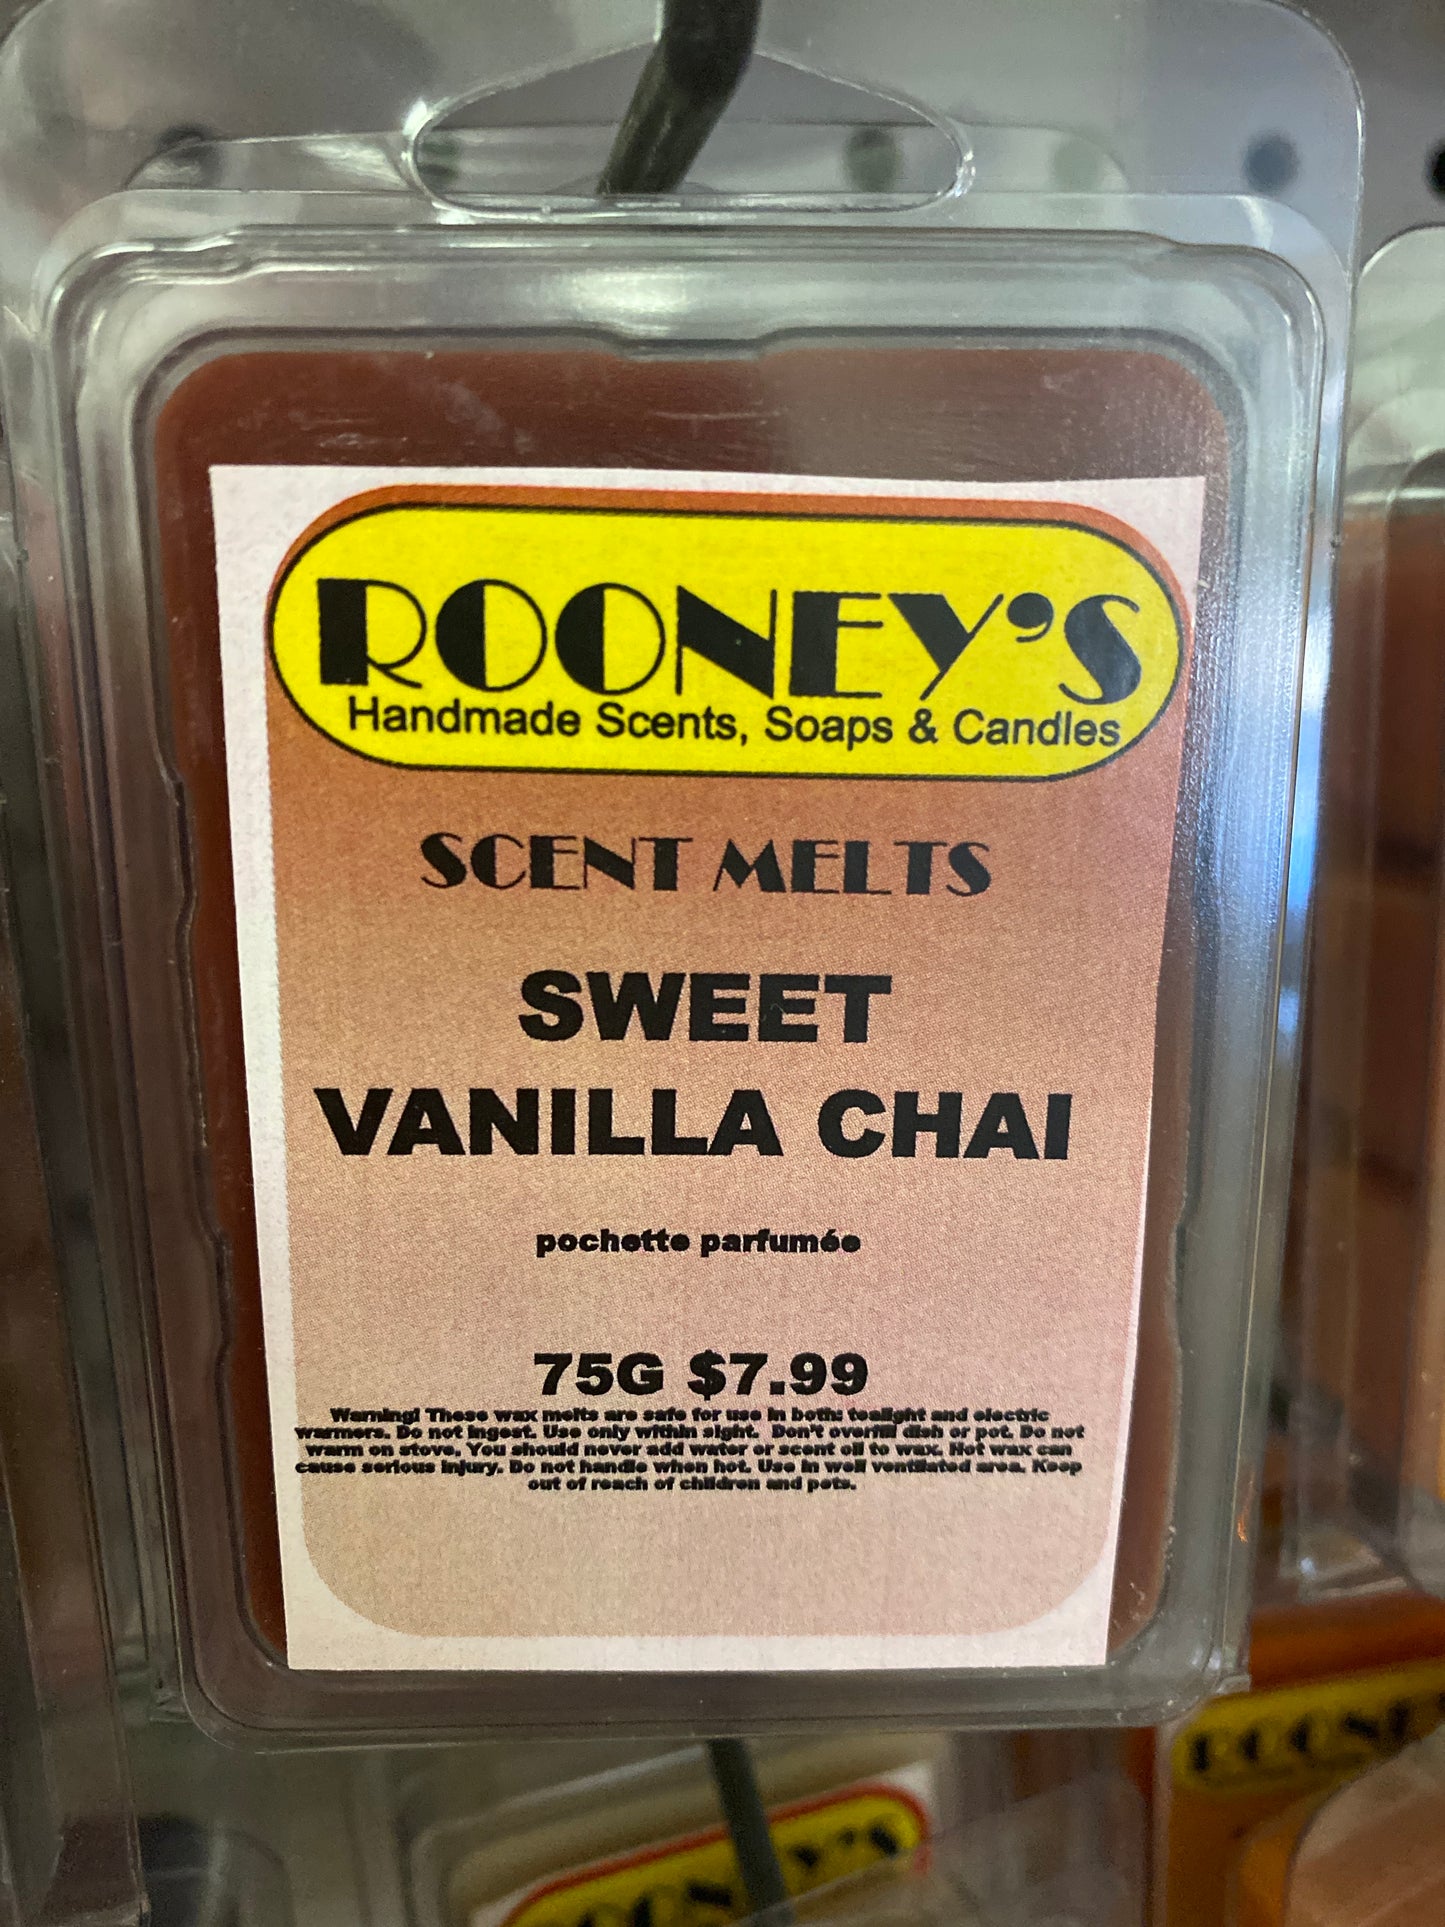 ROONEY'S
Handmade Scents, Soaps & Candles
SCENT MELTS
SWEET
VANILLA CHAI
pochette parfumée
75G $7.99
Warning! These wax melts are safe for use in both: tealight and electric
warmers. Do not ingest. Use only within sight. Don't overfill dish or pot. Do not
warm on stove. You should never add water or scent oil to wax. Hot wax can
cause serious injury. Do not handle when hot. Use in well ventilated area. Keep
out of reach of children and pets.
ROONEY'S
ROONEY